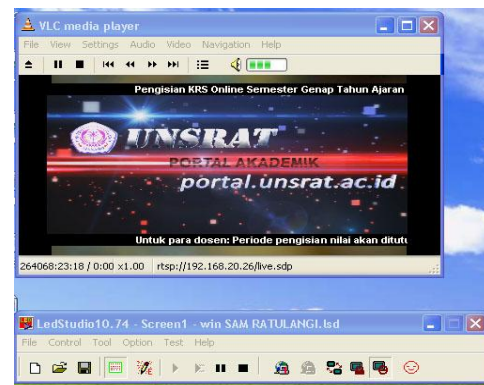 VLC media player
File View Settings Audio Video Navigation Help
Pengisian KRS Online Semester Genap Tahun Ajaran
UNSRAT
PORTAL AKADEMIK
portal.unsrat.ac.id
Untuk para dosen: Periode pengisian nilai akan ditutu
264068:23:18 / 0:00 x1.00 rtsp://192.168.20.26/live.sdp
LedStudio10.74 - Screen1 - win SAM RATULANGI.lsd
File Control Tool Option Test Help